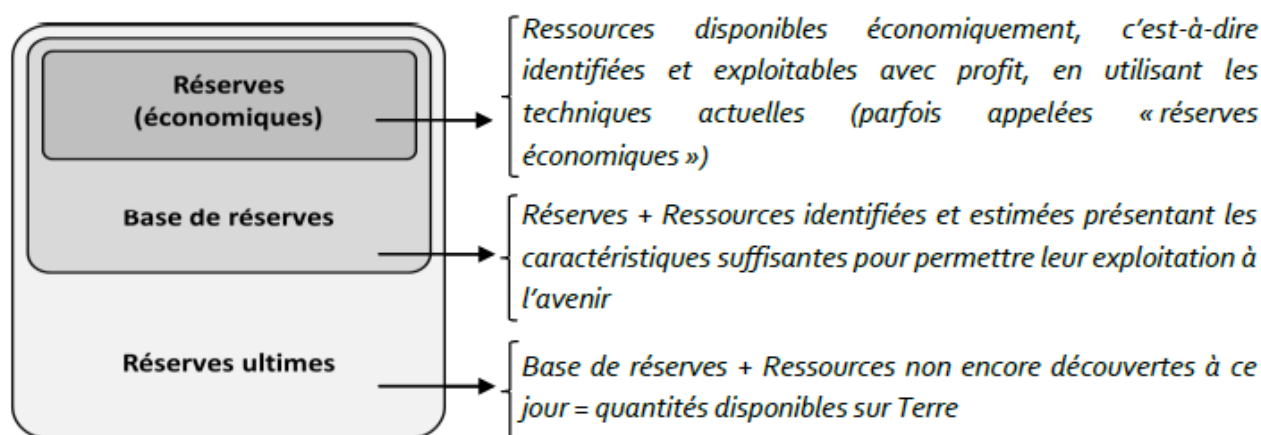 Réserves
(économiques)
Ressources disponibles économiquement, c'est-à-dire
identifiées et exploitables avec profit, en utilisant les
techniques actuelles (parfois appelées « réserves
économiques »)
Base de réserves
Réserves + Ressources identifiées et estimées présentant les
caractéristiques suffisantes pour permettre leur exploitation à
l'avenir
Réserves ultimes
Base de réserves + Ressources non encore découvertes à ce
jour = quantités disponibles sur Terre